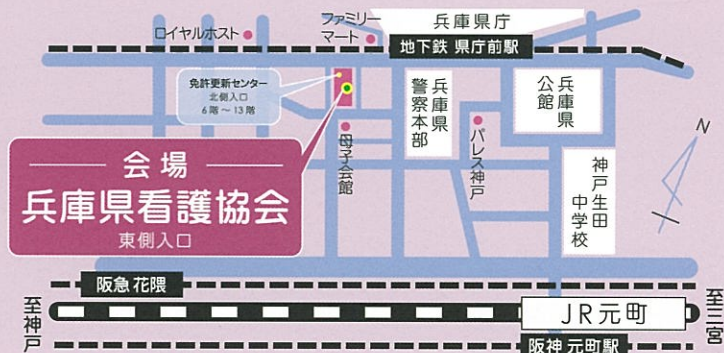 兵庫県庁
ファミリー
マート
ロイヤルホスト
地下鉄 県庁前駅
免許更新センター
北側入口
6階～13階
兵庫県
警察本部
兵庫県
公館
母子会館
パレス神戸
神戸生田
中学校
N
会場
兵庫県看護協会
東側入口
阪急 花隈
至神戸
JR元町
至三宮
阪神 元町駅